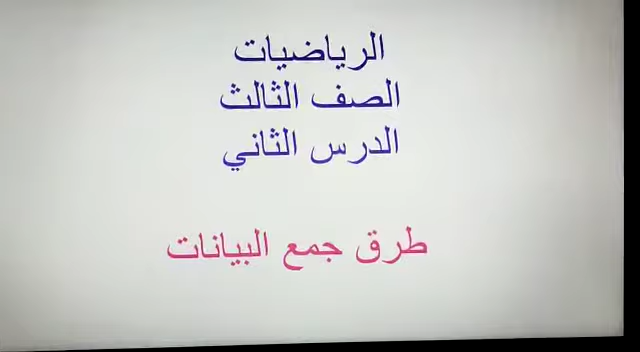 الرياضيات
الصف الثالث
الدرس الثاني
طرق جمع البيانات